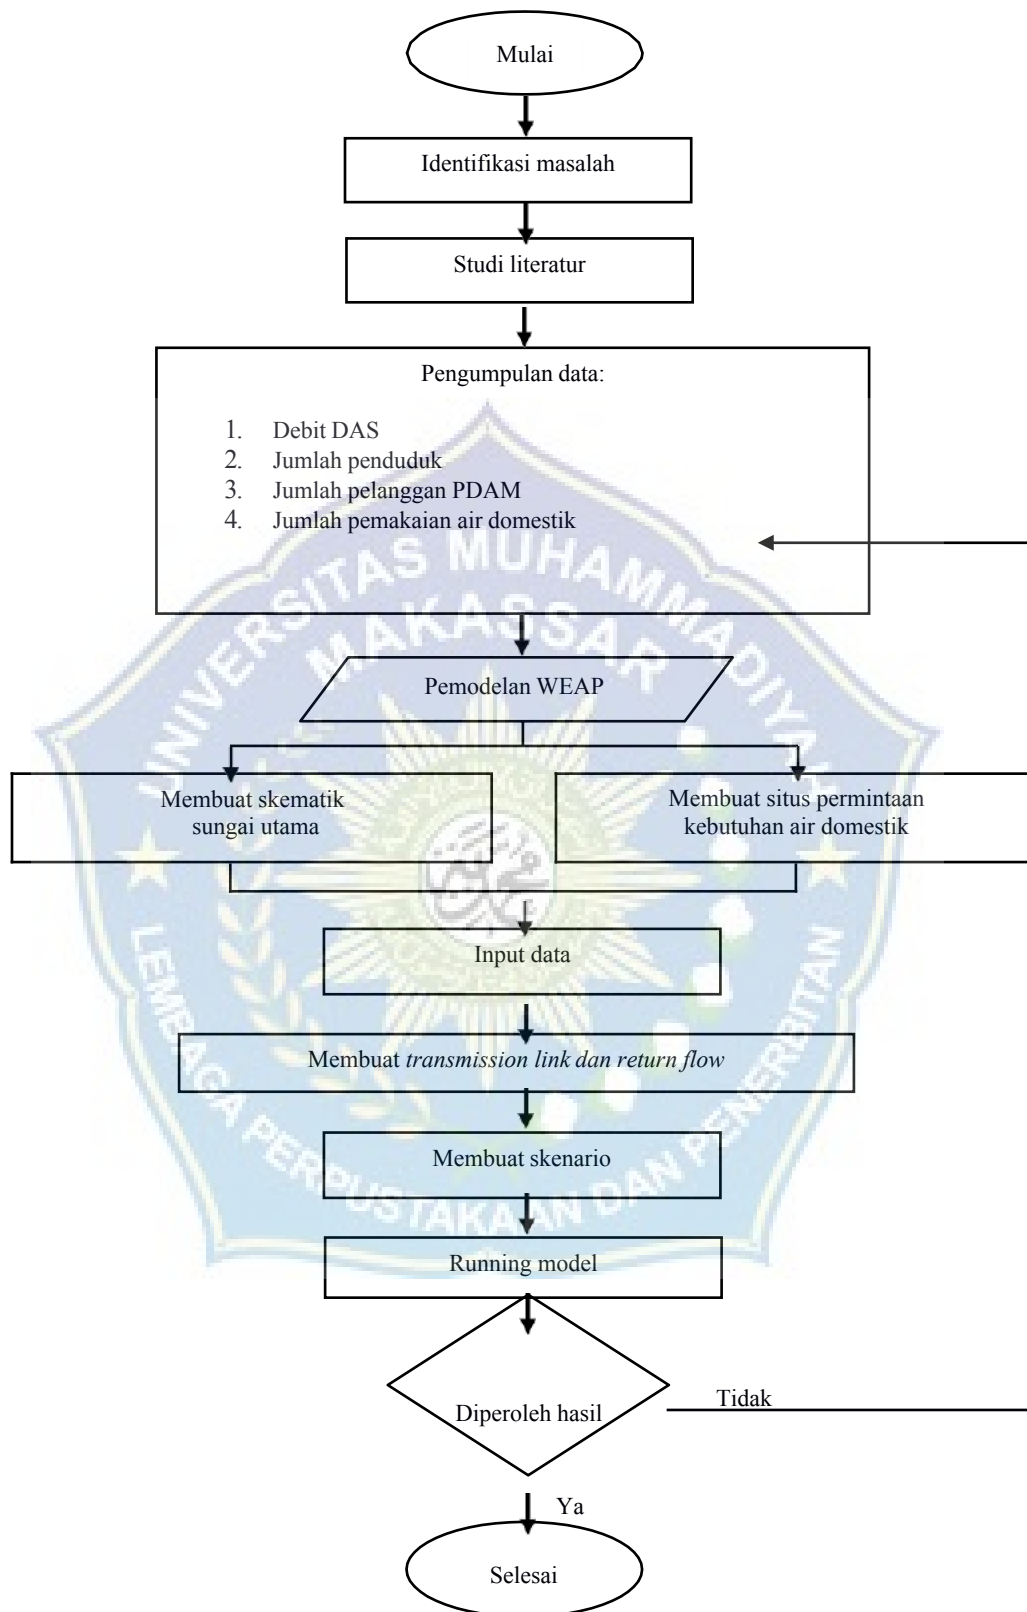 Mulai
Identifikasi masalah
Studi literatur
Pengumpulan data:
1. Debit DAS
2. Jumlah penduduk
3. Jumlah pelanggan PDAM
4. Jumlah pemakaian air domestik
UNIVERSITAS MUHAMMADIYAH
MAKASSAR
Pemodelan WEAP
Membuat skematik
sungai utama
Membuat situs permintaan
kebutuhan air domestik
Input data
Membuat transmission link dan return flow
Membuat skenario
LEMBAGA PERPUSTAKAAN DAN PENERBITAN
Running model
Diperoleh hasil
Tidak
Ya
Selesai